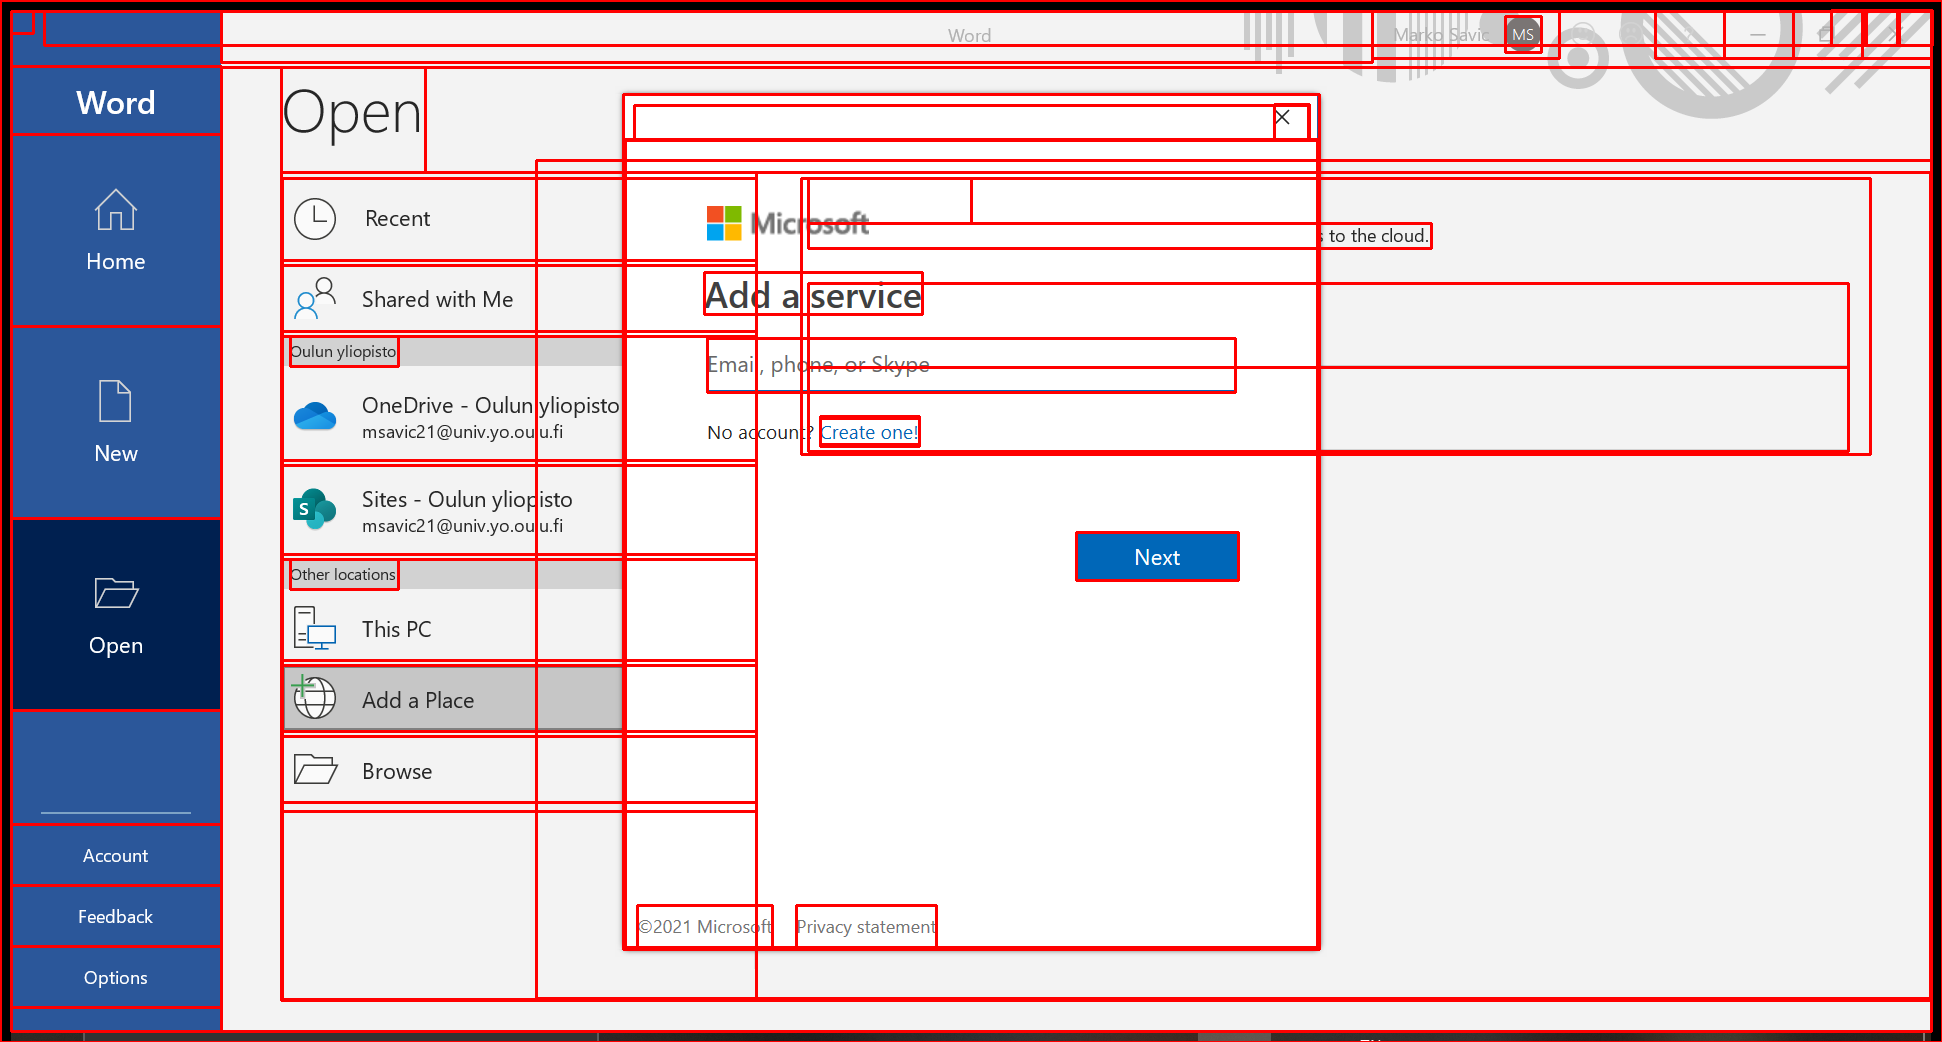 Word
Marko Savic
MS
Word
Open
Recent
Home
Shared with Me
Oulun yliopisto
OneDrive - Oulun yliopisto
msavic21@univ.yo.oulu.fi
New
Sites - Oulun yliopisto
msavic21@univ.yo.oulu.fi
Other locations
This PC
Open
Add a Place
Browse
Account
Feedback
Options
Microsoft
to the cloud.
Add a service
Email, phone, or Skype
No account? Create one!
Next
©2021 Microsoft
Privacy statement